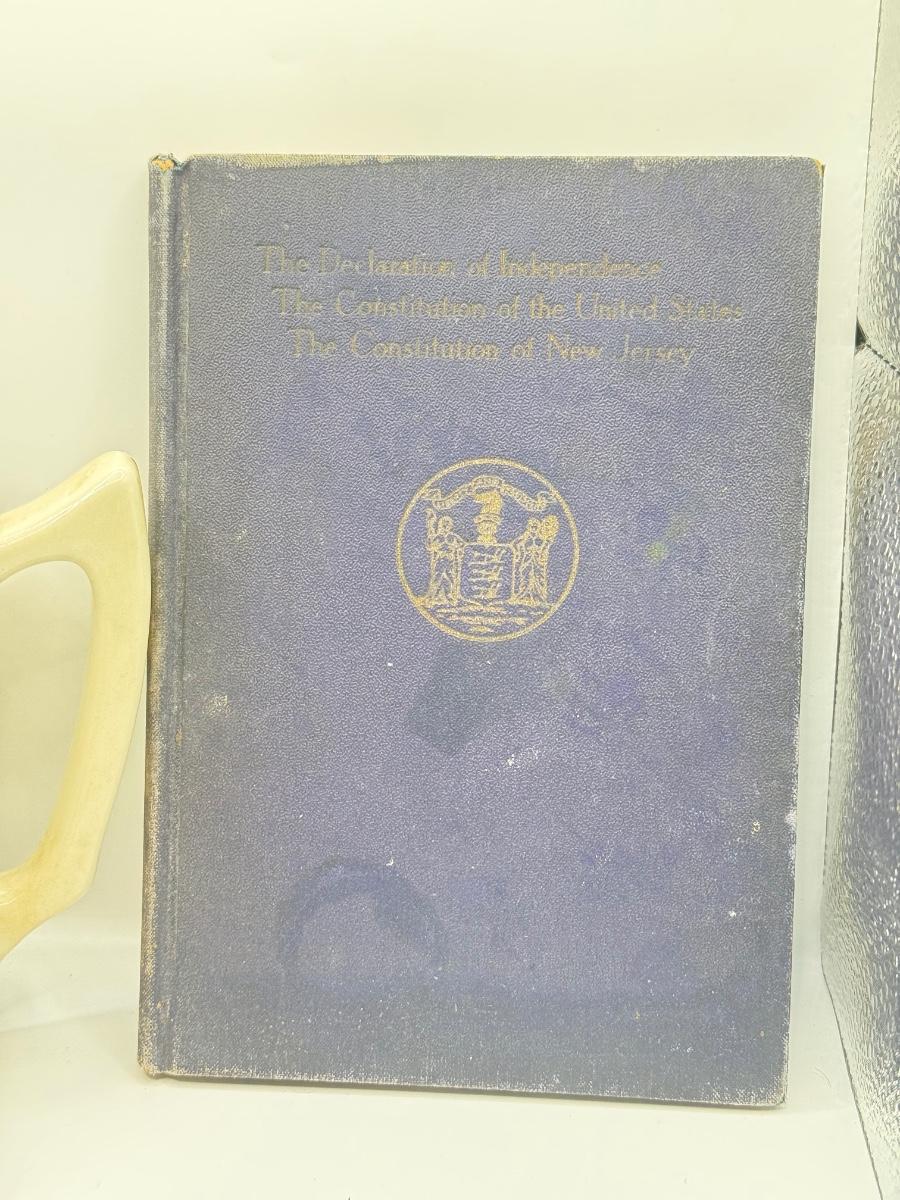 The Declaration of Independence
The Constitution of the United States
The Constitution of New Jersey